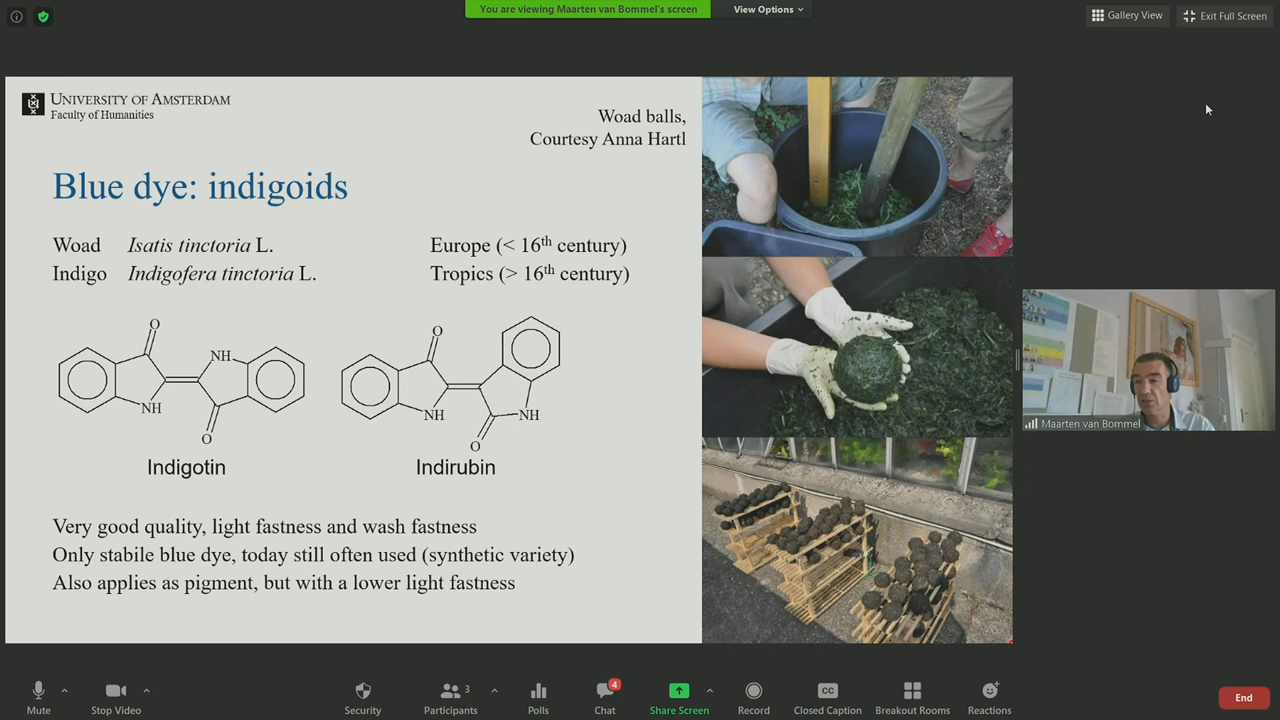 You are viewing Maarten van Bommel's screen
View Options
Gallery View
Exit Full Screen
UNIVERSITY OF AMSTERDAM
Faculty of Humanities
Woad balls,
Courtesy Anna Hartl
Blue dye: indigoids
Woad Isatis tinctoria L. Europe (< 16th century)
Indigo Indigofera tinctoria L. Tropics (> 16th century)
O
NH
NH
O
Indigotin
O
NH
NH
O
Indirubin
Very good quality, light fastness and wash fastness
Only stabile blue dye, today still often used (synthetic variety)
Also applies as pigment, but with a lower light fastness
Maarten van Bommel
Mute
Stop Video
Security
Participants
3
Polls
Chat
4
Share Screen
Record
CC
Closed Caption
Breakout Rooms
Reactions
End